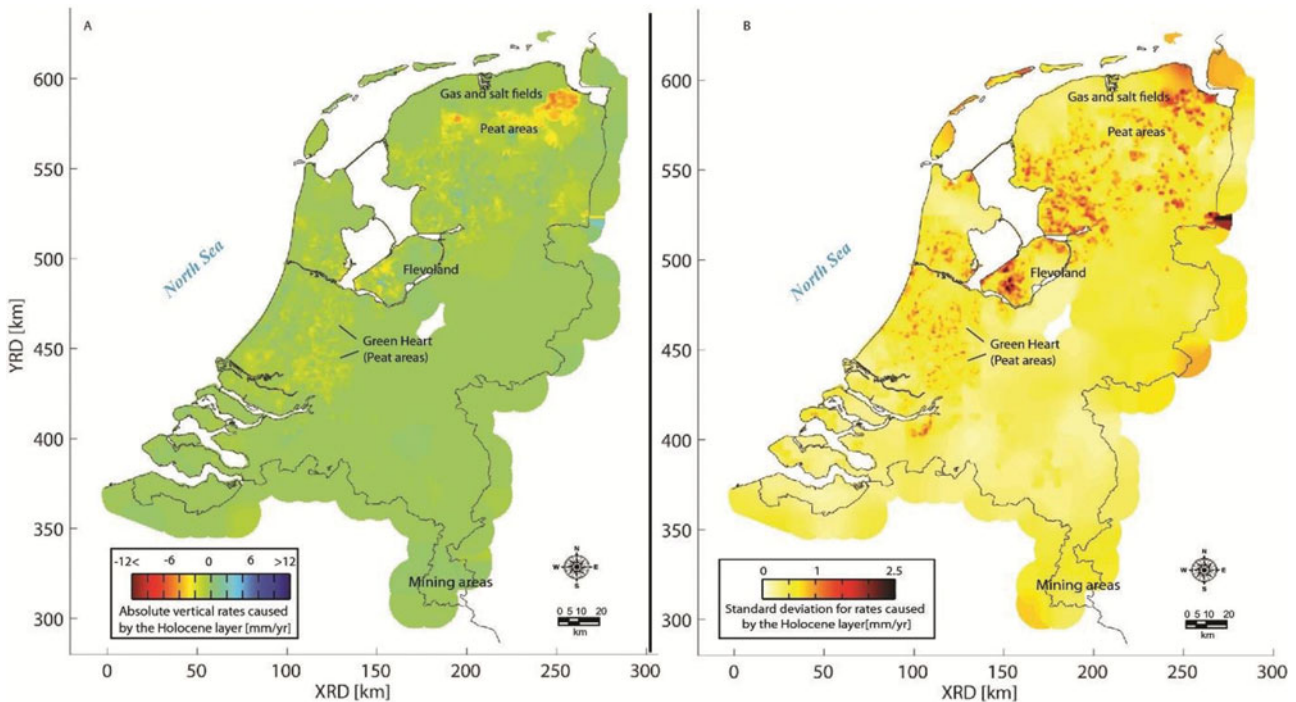 A
600
550
500
450
400
350
300
YRD [km]
Gas and salt fields
Peat areas
North Sea
Flevoland
Green Heart
(Peat areas)
Mining areas
-12< -6 0 6 >12
Absolute vertical rates caused
by the Holocene layer [mm/yr]
N
W E
S
0 5 10 20
km
0 50 100 150 200 250 300
XRD [km]
B
600
550
500
450
400
350
300
Gas and salt fields
Peat areas
North Sea
Flevoland
Green Heart
(Peat areas)
Mining areas
0 1 2.5
Standard deviation for rates caused
by the Holocene layer[mm/yr]
N
W E
S
0 5 10 20
km
0 50 100 150 200 250 300
XRD [km]